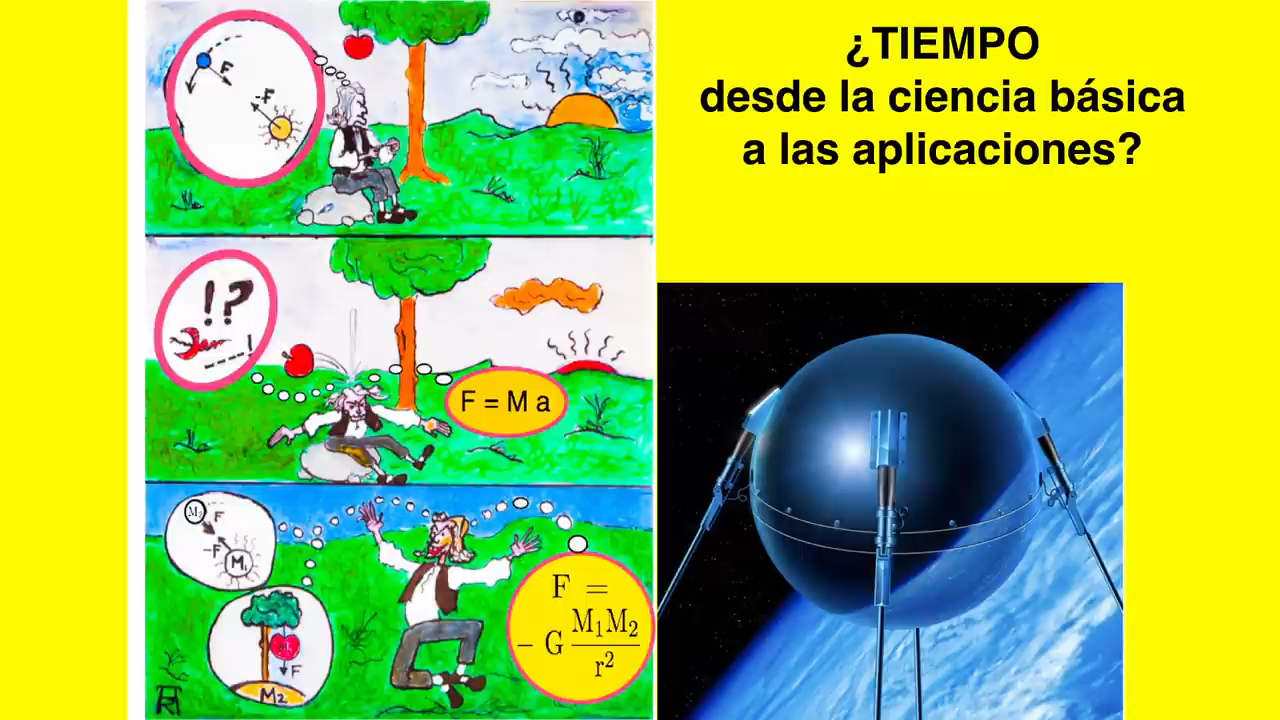 ¿TIEMPO
desde la ciencia básica
a las aplicaciones?
F
-F
!?
F = M a
M₂
F
-F
M₁
F =
- G M₁M₂
r²
F
M₂